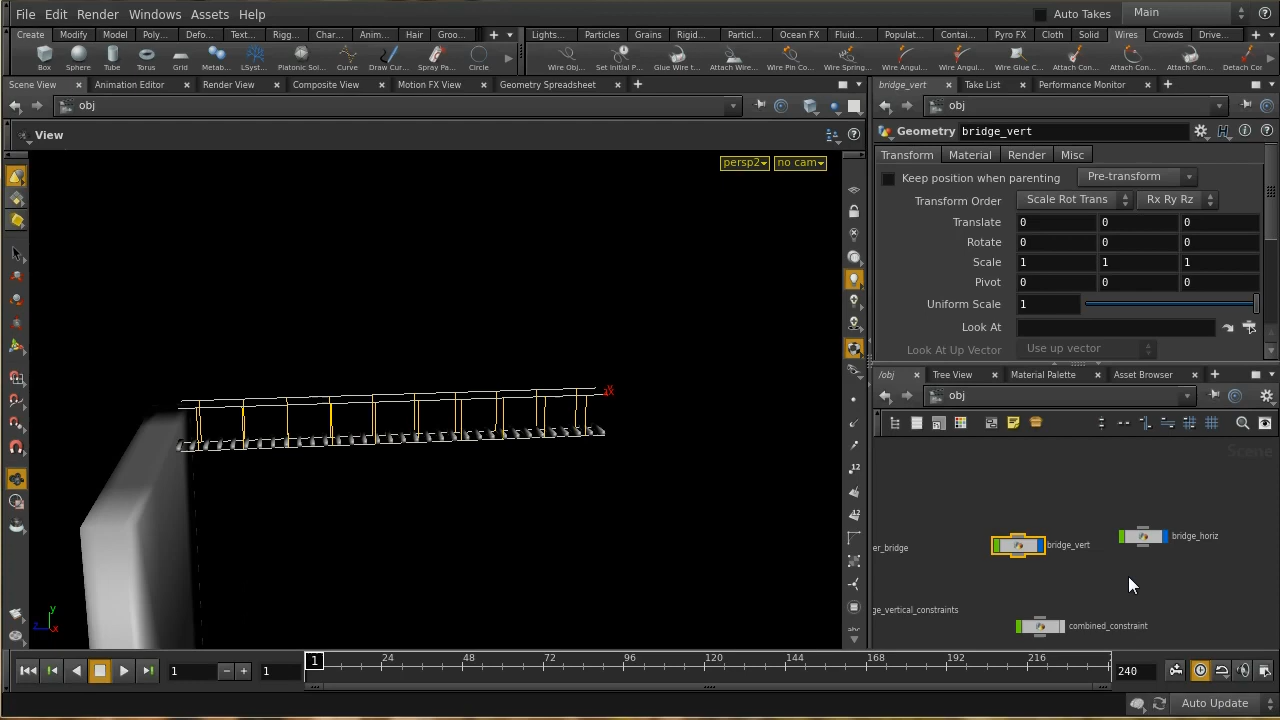 File Edit Render Windows Assets Help Auto Takes Main
Create Modify Model Poly... Defo... Text... Rigg... Char... Anim... Hair Groo... Lights... Particles Grains Rigid... Particl... Ocean FX Fluid... Populat... Contai... Pyro FX Cloth Solid Wires Crowds Drive...
Box Sphere Tube Torus Grid Metab... LSyst... Platonic Sol... Curve Draw Cur... Spray Pa... Circle Wire Obj... Set Initial P... Glue Wire t... Attach Wire... Wire Pin Co... Wire Spring... Wire Angul... Wire Glue C... Attach Con... Wire Angul... Attach Con... Attach Con... Detach Co
Scene View Animation Editor Render View Composite View Motion FX View Geometry Spreadsheet bridge_vert Take List Performance Monitor
obj obj
View Geometry bridge_vert
persp2 no cam Transform Material Render Misc
Keep position when parenting Pre-transform
Transform Order Scale Rot Trans Rx Ry Rz
Translate 0 0 0
Rotate 0 0 0
Scale 1 1 1
Pivot 0 0 0
Uniform Scale 1
Look At
Look At Up Vector Use up vector
/obj Tree View Material Palette Asset Browser
obj
Scene
12
12
abc
er_bridge bridge_vert bridge_horiz
ge_vertical_constraints
combined_constraint
y
z x
1 1 1 24 48 72 96 120 144 168 192 216 240
Auto Update